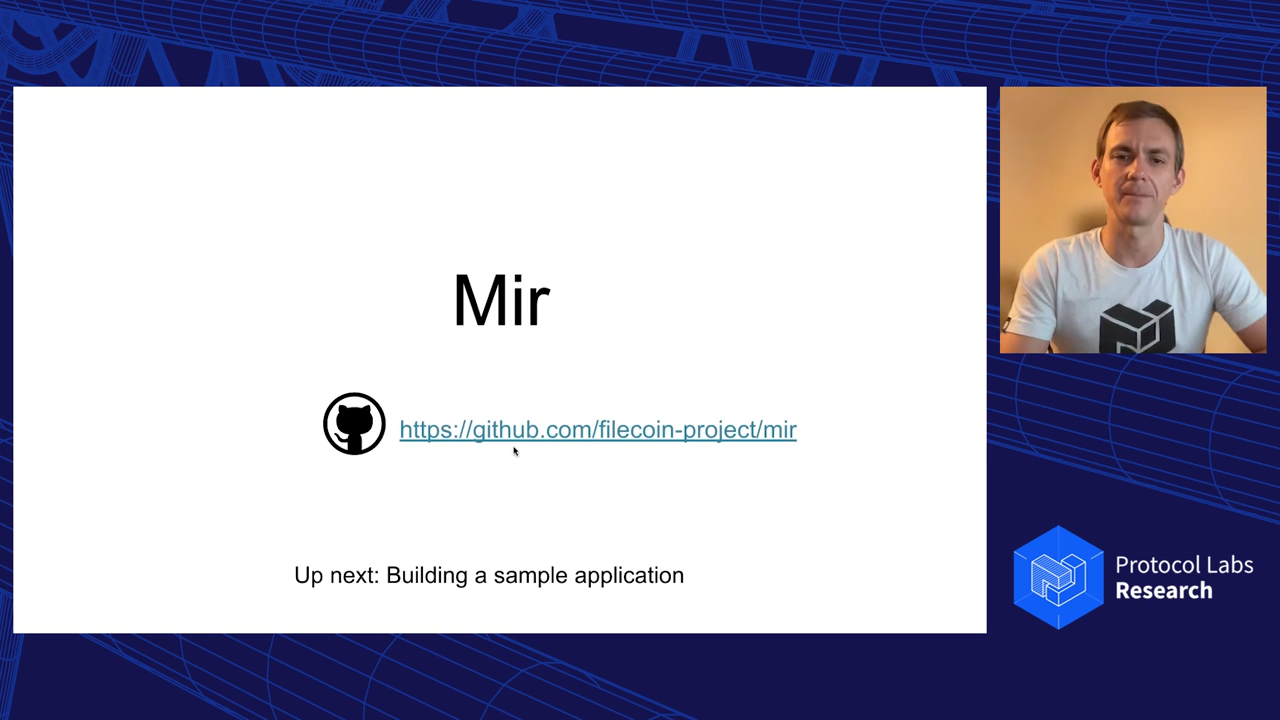 Mir
https://github.com/filecoin-project/mir
Up next: Building a sample application
Protocol Labs
Research